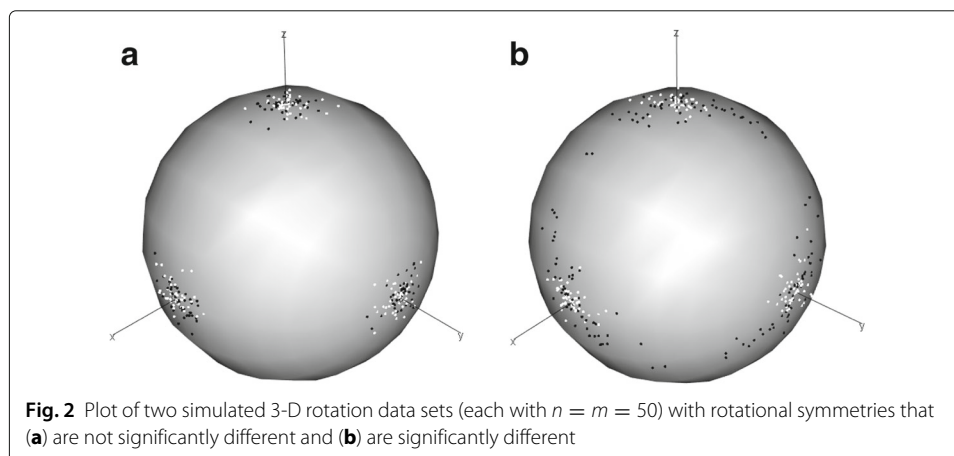 a
b
z
z
x
y
x
y
Fig. 2 Plot of two simulated 3-D rotation data sets (each with n = m = 50) with rotational symmetries that
(a) are not significantly different and (b) are significantly different